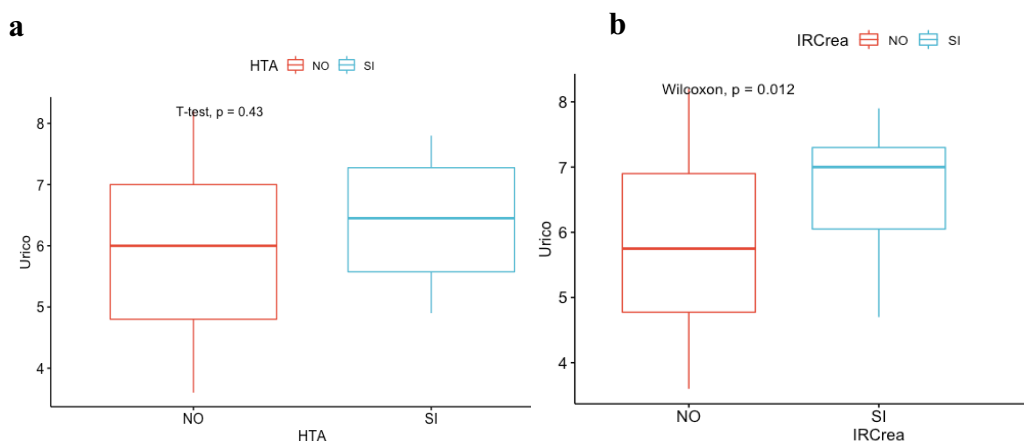 a
HTA NO SI
T-test, p = 0.43
8
7
6
5
4
Urico
NO SI
HTA
b
IRCrea NO SI
Wilcoxon, p = 0.012
8
7
6
5
4
Urico
NO SI
IRCrea